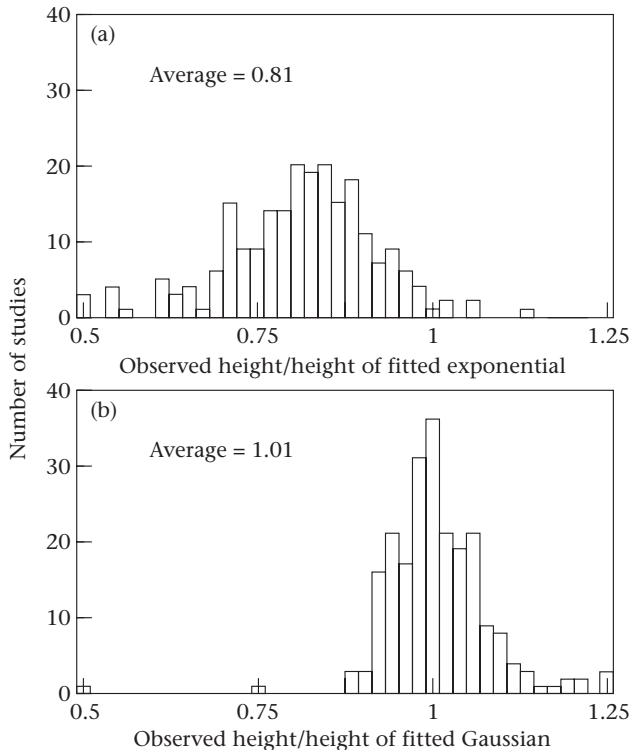 40
(a)
Average = 0.81
30
20
10
0
0.5 0.75 1 1.25
Observed height/height of fitted exponential
Number of studies
40
(b)
Average = 1.01
30
20
10
0
0.5 0.75 1 1.25
Observed height/height of fitted Gaussian